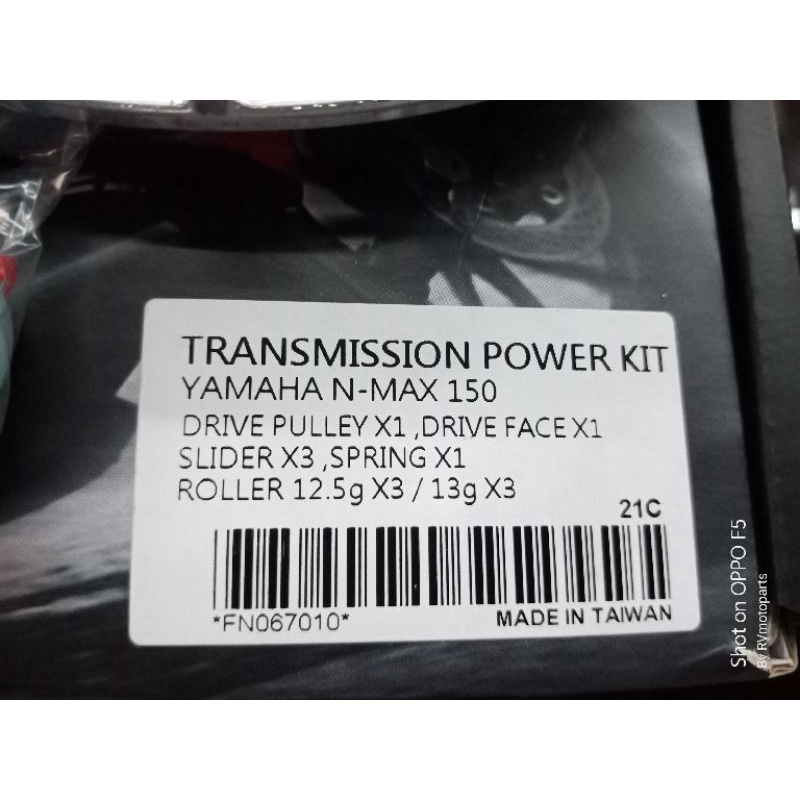 TRANSMISSION POWER KIT
YAMAHA N-MAX 150
DRIVE PULLEY X1 ,DRIVE FACE X1
SLIDER X3 ,SPRING X1
ROLLER 12.5g X3 / 13g X3
21C
*FN067010*
MADE IN TAIWAN
Shot on OPPO F5
By RVmotoparts